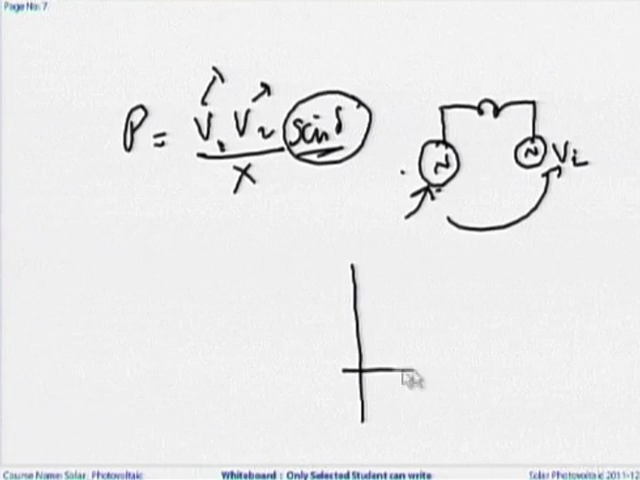 Page No: 7
P = V₁ V₂ sin δ
X
V₂
Course Name: Solar, Photovoltaic
Whiteboard : Only Selected Student can write
Solar Photovoltaic 2011-12